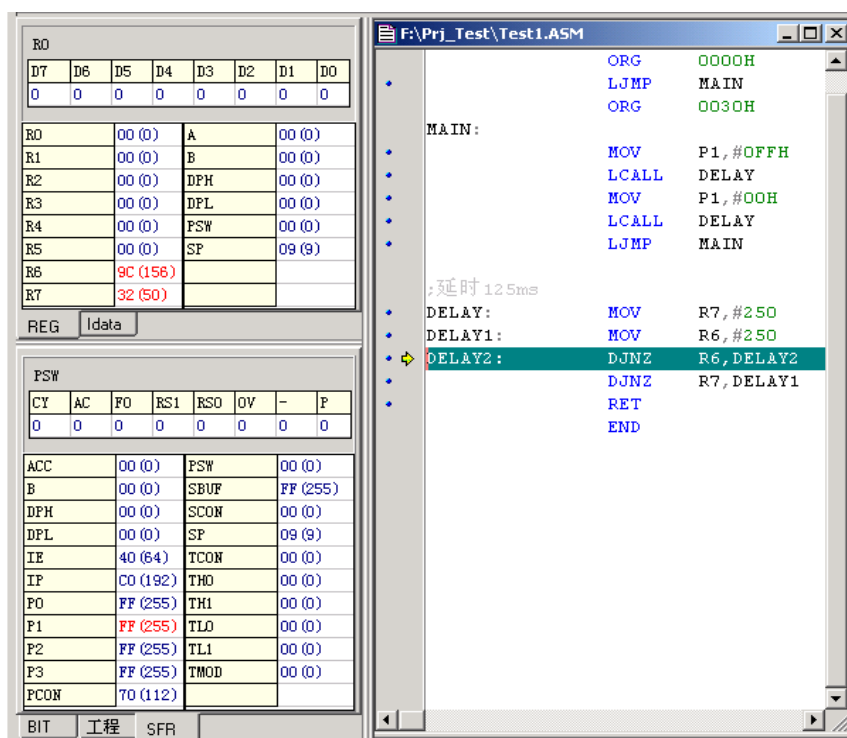 R0
D7 D6 D5 D4 D3 D2 D1 D0
0 0 0 0 0 0 0 0
R0 00 (0) A 00 (0)
R1 00 (0) B 00 (0)
R2 00 (0) DPH 00 (0)
R3 00 (0) DPL 00 (0)
R4 00 (0) PSW 00 (0)
R5 00 (0) SP 09 (9)
R6 9C (156)
R7 32 (50)
REG Idata
PSW
CY AC F0 RS1 RS0 OV - P
0 0 0 0 0 0 0 0
ACC 00 (0) PSW 00 (0)
B 00 (0) SBUF FF (255)
DPH 00 (0) SCON 00 (0)
DPL 00 (0) SP 09 (9)
IE 40 (64) TCON 00 (0)
IP C0 (192) TH0 00 (0)
P0 FF (255) TH1 00 (0)
P1 FF (255) TL0 00 (0)
P2 FF (255) TL1 00 (0)
P3 FF (255) TMOD 00 (0)
PCON 70 (112)
BIT 工程 SFR
F:\Prj_Test\Test1.ASM
ORG 0000H
LJMP MAIN
ORG 0030H
MAIN:
MOV P1,#0FFH
LCALL DELAY
MOV P1,#00H
LCALL DELAY
LJMP MAIN
;延时125ms
DELAY: MOV R7,#250
DELAY1: MOV R6,#250
DELAY2: DJNZ R6,DELAY2
DJNZ R7,DELAY1
RET
END